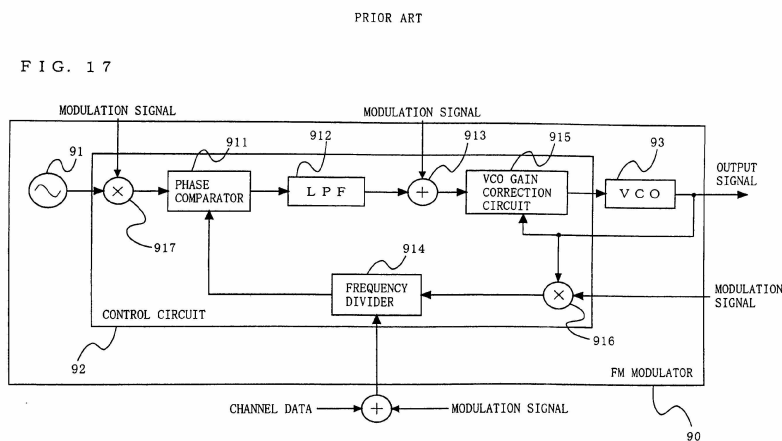 PRIOR ART
FIG. 17
MODULATION SIGNAL
MODULATION SIGNAL
91
911
912
913
915
93
OUTPUT
SIGNAL
PHASE
COMPARATOR
LPF
VCO GAIN
CORRECTION
CIRCUIT
VCO
917
914
FREQUENCY
DIVIDER
MODULATION
SIGNAL
CONTROL CIRCUIT
916
92
FM MODULATOR
CHANNEL DATA
MODULATION SIGNAL
90